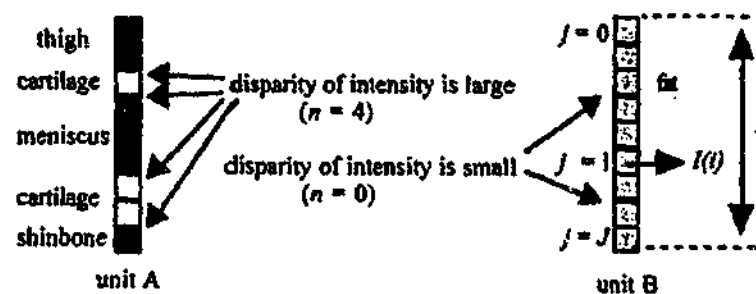 thigh
cartilage
meniscus
cartilage
shinbone
unit A
disparity of intensity is large
(n = 4)
disparity of intensity is small
(n = 0)
j = 0
fat
j = 1
I(i)
j = J
unit B